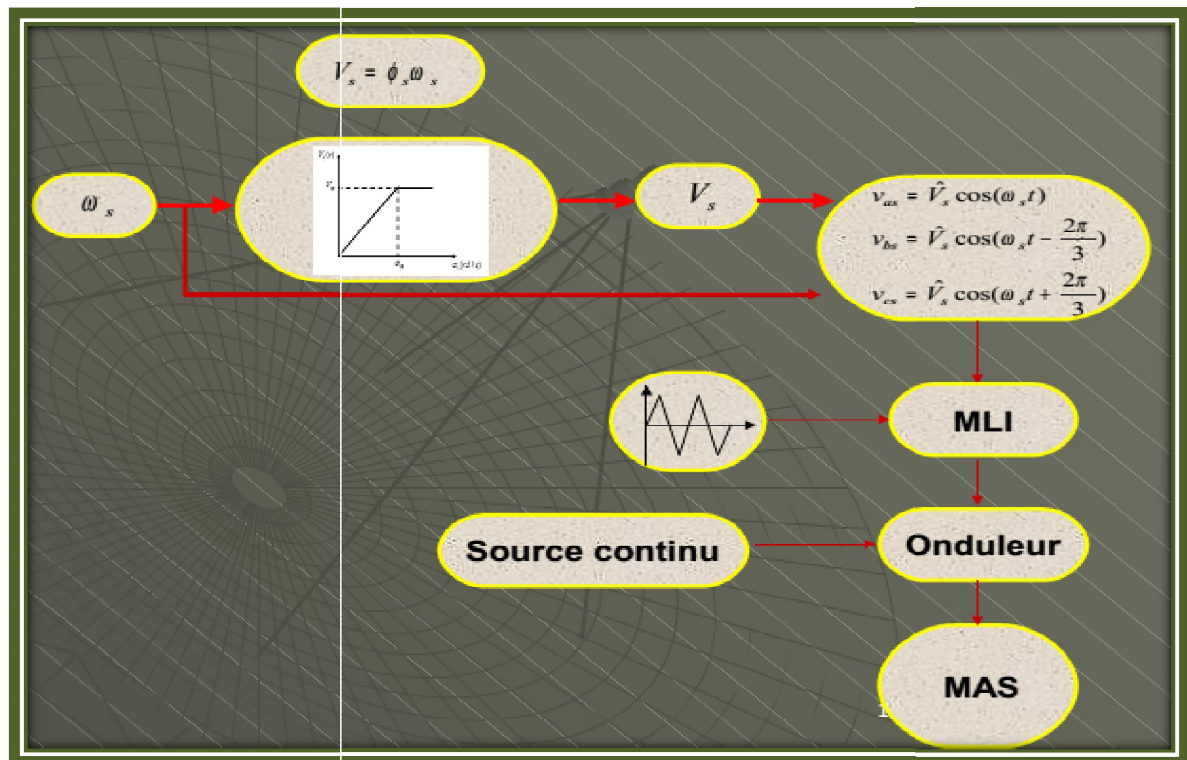 V_s = ϕ_s ω_s
ω_s
V_s
v_as = V̂_s cos(ω_s t)
v_bs = V̂_s cos(ω_s t − 2π/3)
v_cs = V̂_s cos(ω_s t + 2π/3)
MLI
Source continu
Onduleur
MAS